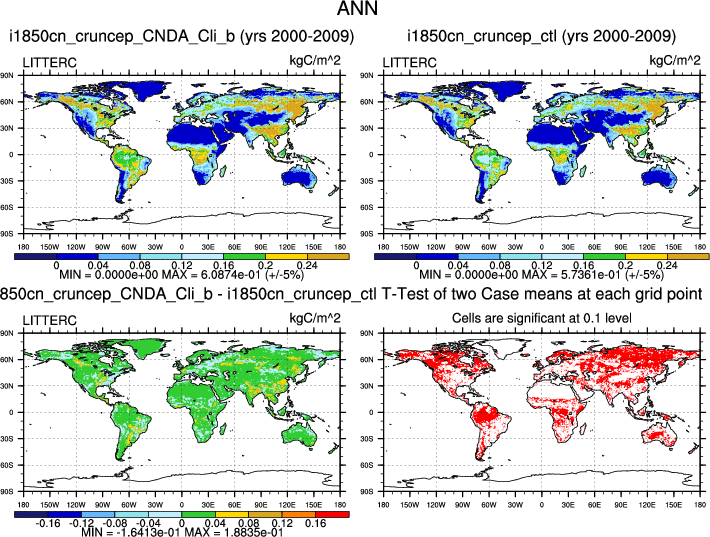 ANN
i1850cn_cruncep_CNDA_Cli_b (yrs 2000-2009)
LITTERC kgC/m^2
90N
60N
30N
0
30S
60S
90S
180 150W 120W 90W 60W 30W 0 30E 60E 90E 120E 150E 180
0 0.04 0.08 0.12 0.16 0.2 0.24
MIN = 0.0000e+00 MAX = 6.0874e-01 (+/-5%)
i1850cn_cruncep_ctl (yrs 2000-2009)
LITTERC kgC/m^2
90N
60N
30N
0
30S
60S
90S
180 150W 120W 90W 60W 30W 0 30E 60E 90E 120E 150E 180
0 0.04 0.08 0.12 0.16 0.2 0.24
MIN = 0.0000e+00 MAX = 5.7361e-01 (+/-5%)
850cn_cruncep_CNDA_Cli_b - i1850cn_cruncep_ctl
LITTERC kgC/m^2
90N
60N
30N
0
30S
60S
90S
180 150W 120W 90W 60W 30W 0 30E 60E 90E 120E 150E 180
-0.16 -0.12 -0.08 -0.04 0 0.04 0.08 0.12 0.16
MIN = -1.6413e-01 MAX = 1.8835e-01
T-Test of two Case means at each grid point
Cells are significant at 0.1 level
90N
60N
30N
0
30S
60S
90S
180 150W 120W 90W 60W 30W 0 30E 60E 90E 120E 150E 180